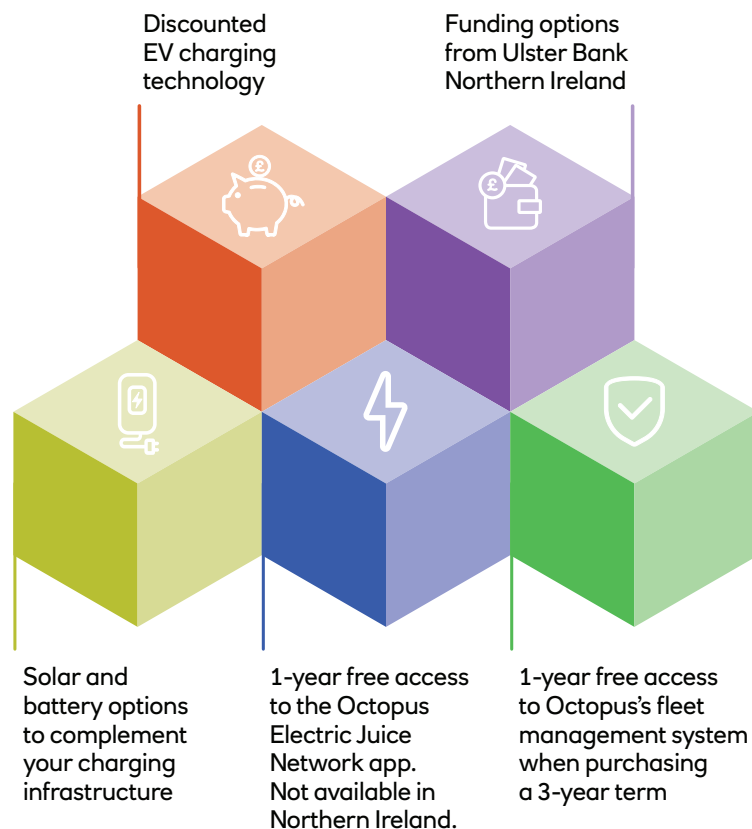 Discounted
EV charging
technology
Funding options
from Ulster Bank
Northern Ireland
£
£
Solar and
battery options
to complement
your charging
infrastructure
1-year free access
to the Octopus
Electric Juice
Network app.
Not available in
Northern Ireland.
1-year free access
to Octopus’s fleet
management system
when purchasing
a 3-year term